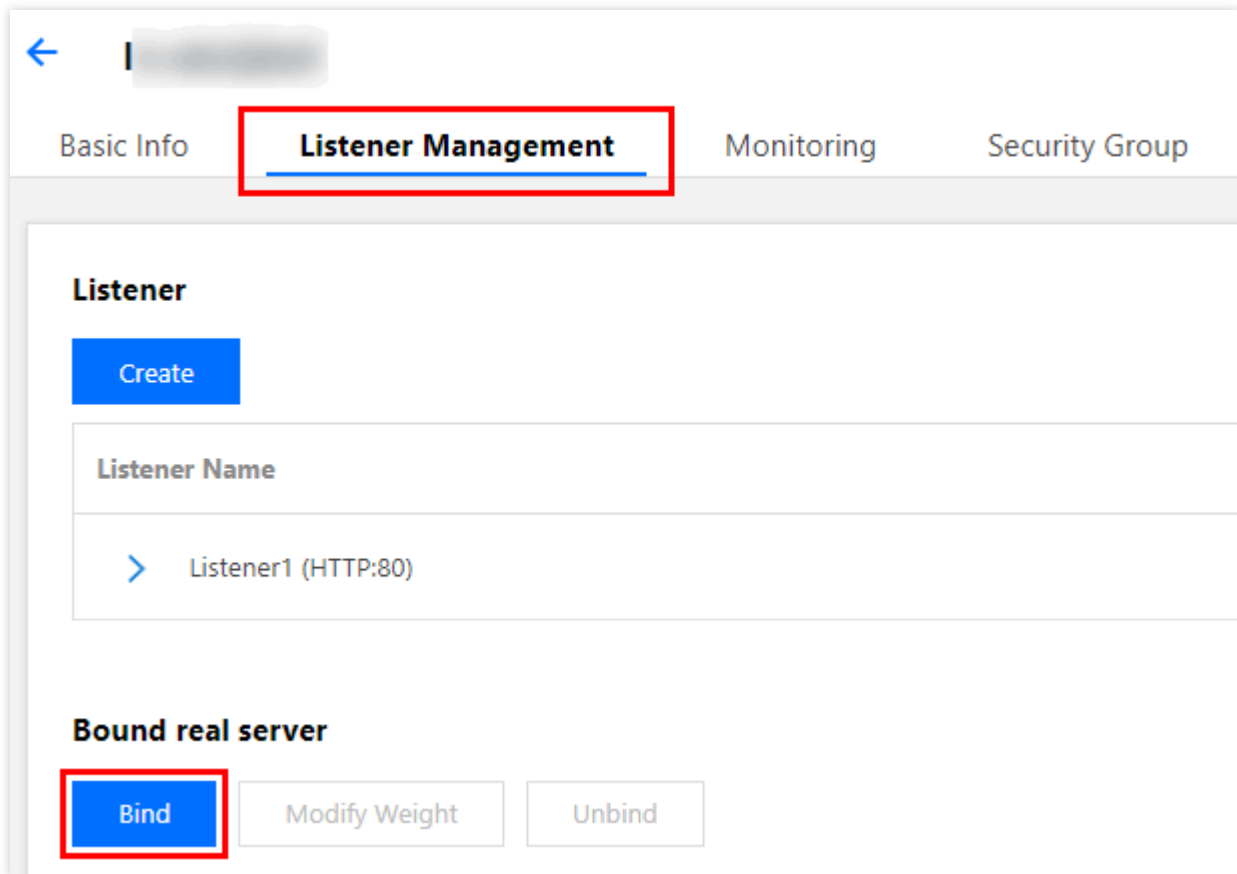 Basic Info Listener Management Monitoring Security Group
Listener
Create
Listener Name
Listener1 (HTTP:80)
Bound real server
Bind Modify Weight Unbind